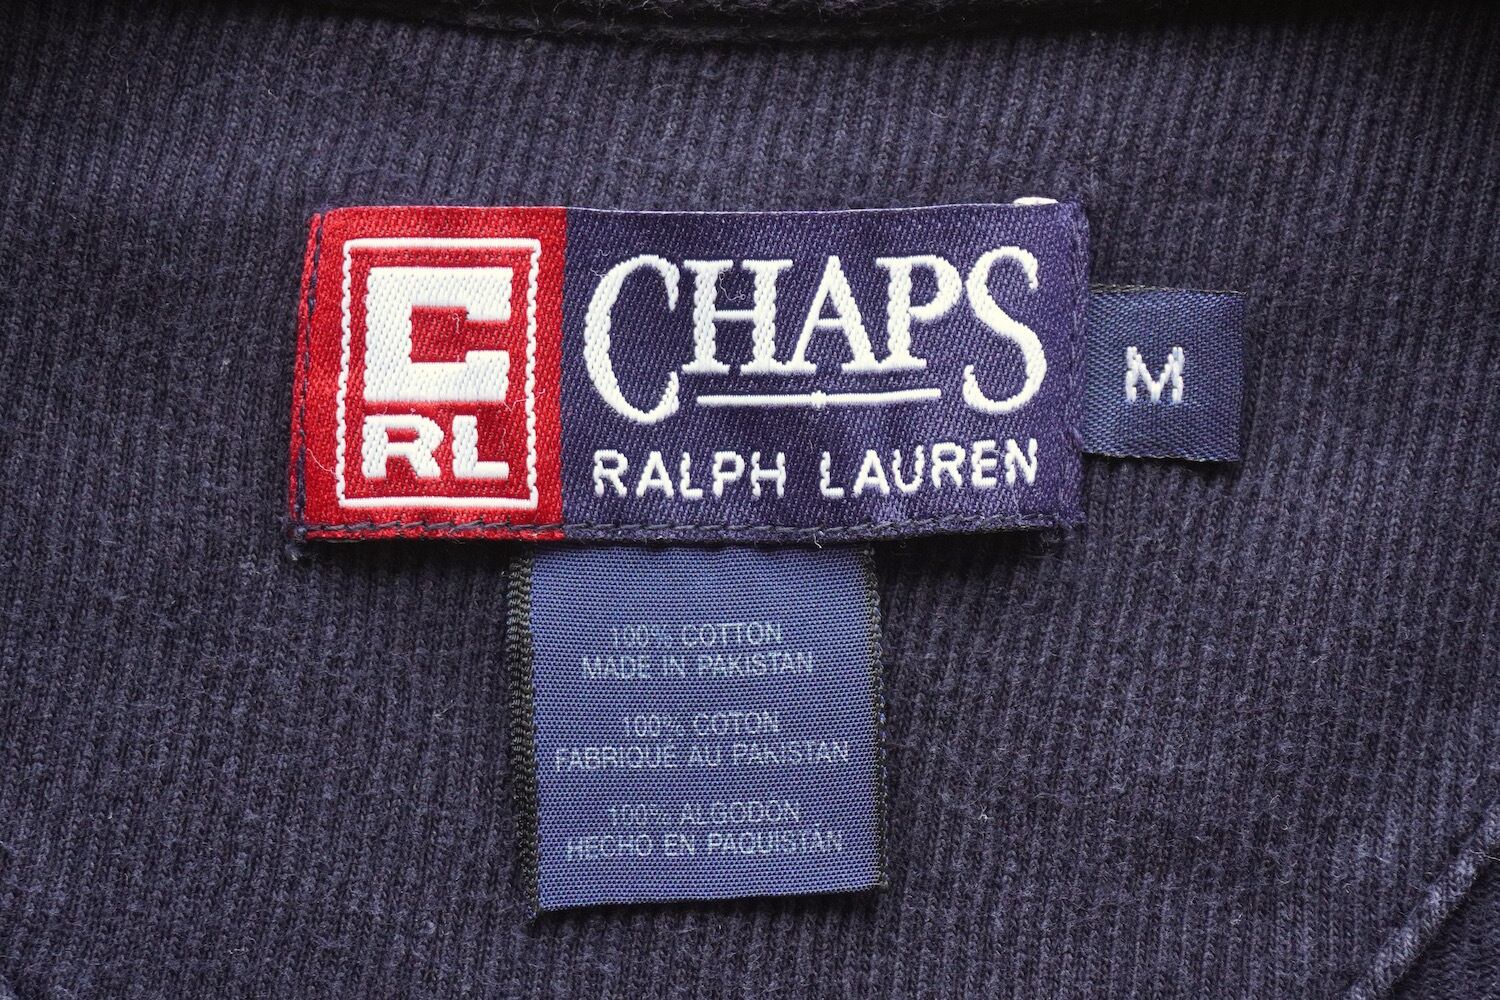 C
RL
CHAPS
RALPH LAUREN
M
100% COTTON
MADE IN PAKISTAN
100% COTON
FABRIQUE AU PAKISTAN
100% ALGODON
HECHO EN PAQUISTAN